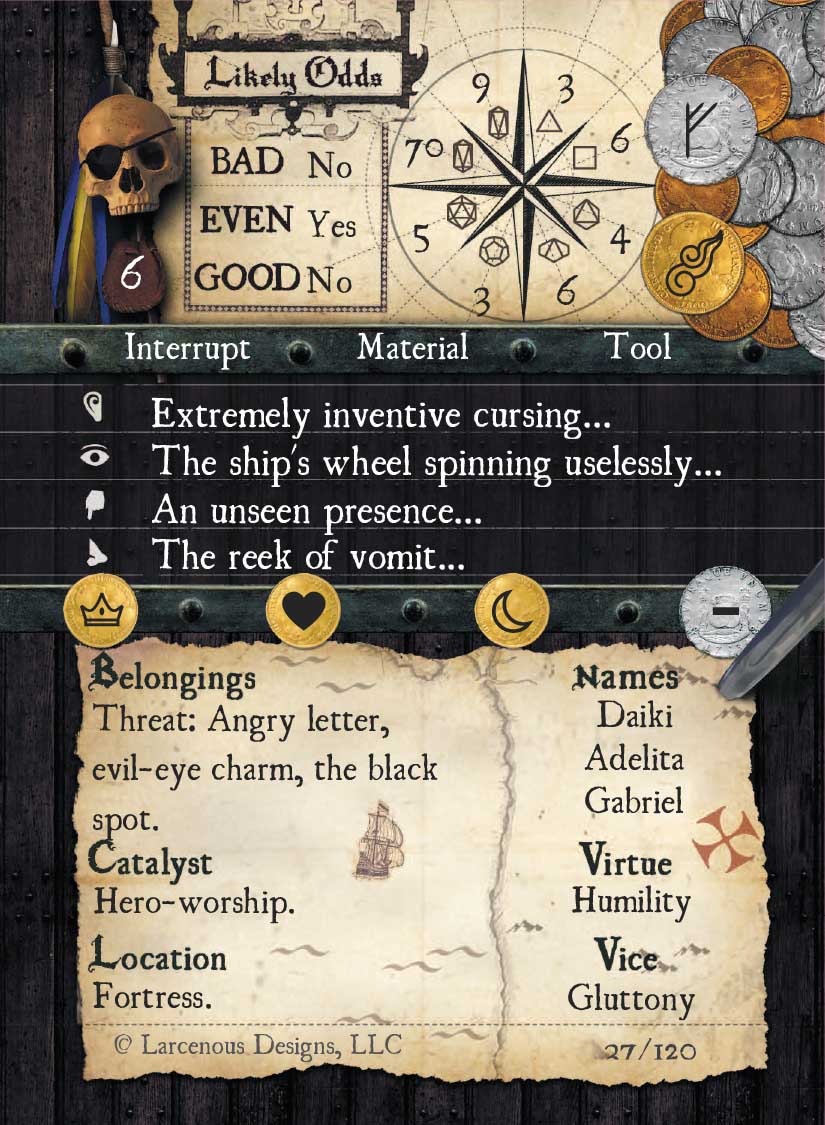 Likely Odds
BAD No
EVEN Yes
GOOD No
6
9 3
70 6
5 4
3 6
Interrupt Material Tool
Extremely inventive cursing...
The ship's wheel spinning uselessly...
An unseen presence...
The reek of vomit...
Belongings
Threat: Angry letter,
evil-eye charm, the black
spot.
Catalyst
Hero-worship.
Location
Fortress.
Names
Daiki
Adelita
Gabriel
Virtue
Humility
Vice
Gluttony
© Larcenous Designs, LLC
27/120